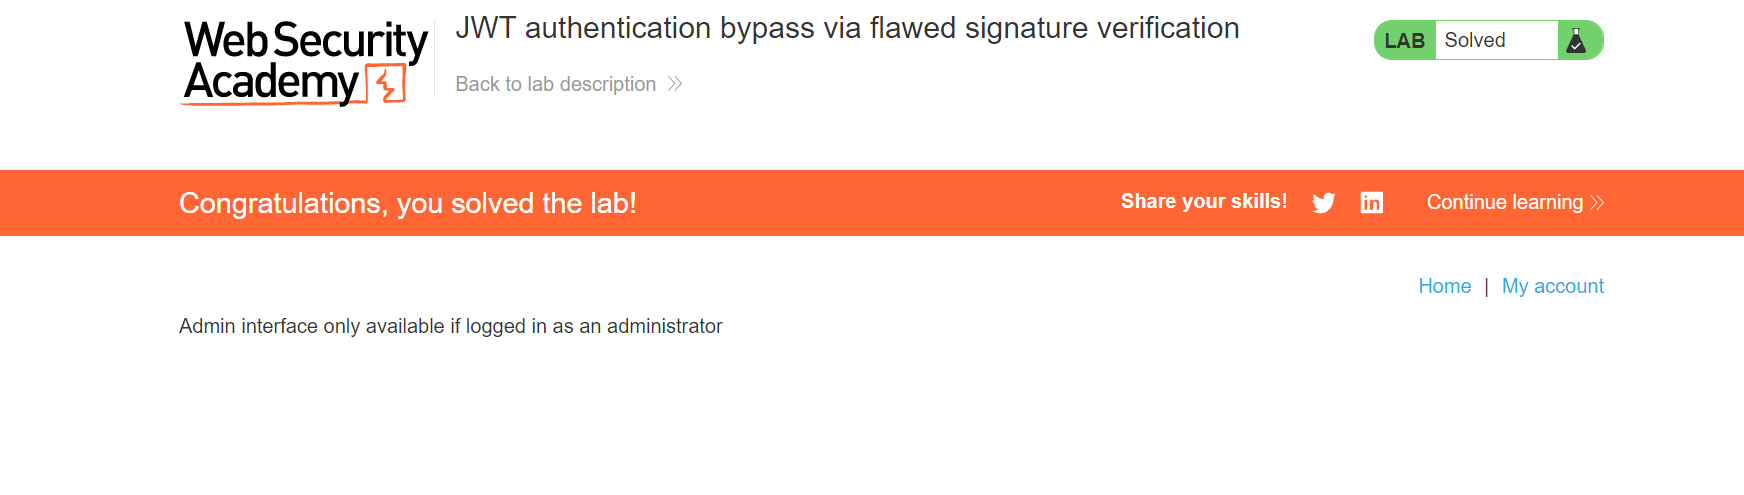 Web Security
Academy
JWT authentication bypass via flawed signature verification
Back to lab description
LAB Solved
Congratulations, you solved the lab!
Share your skills!
in
Continue learning
Home | My account
Admin interface only available if logged in as an administrator